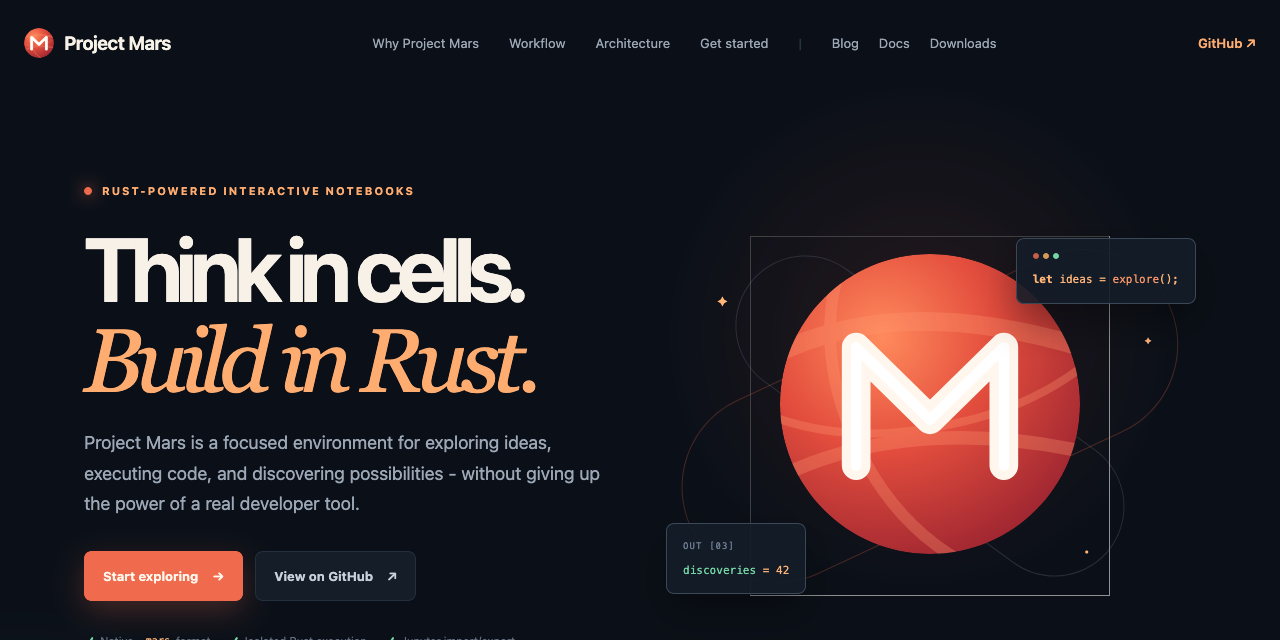 Project Mars
Why Project Mars Workflow Architecture Get started | Blog Docs Downloads
GitHub ↗
RUST-POWERED INTERACTIVE NOTEBOOKS
Think in cells.
Build in Rust.
let ideas = explore();
M
Project Mars is a focused environment for exploring ideas,
executing code, and discovering possibilities - without giving up
the power of a real developer tool.
OUT [03]
discoveries = 42
Start exploring →
View on GitHub ↗